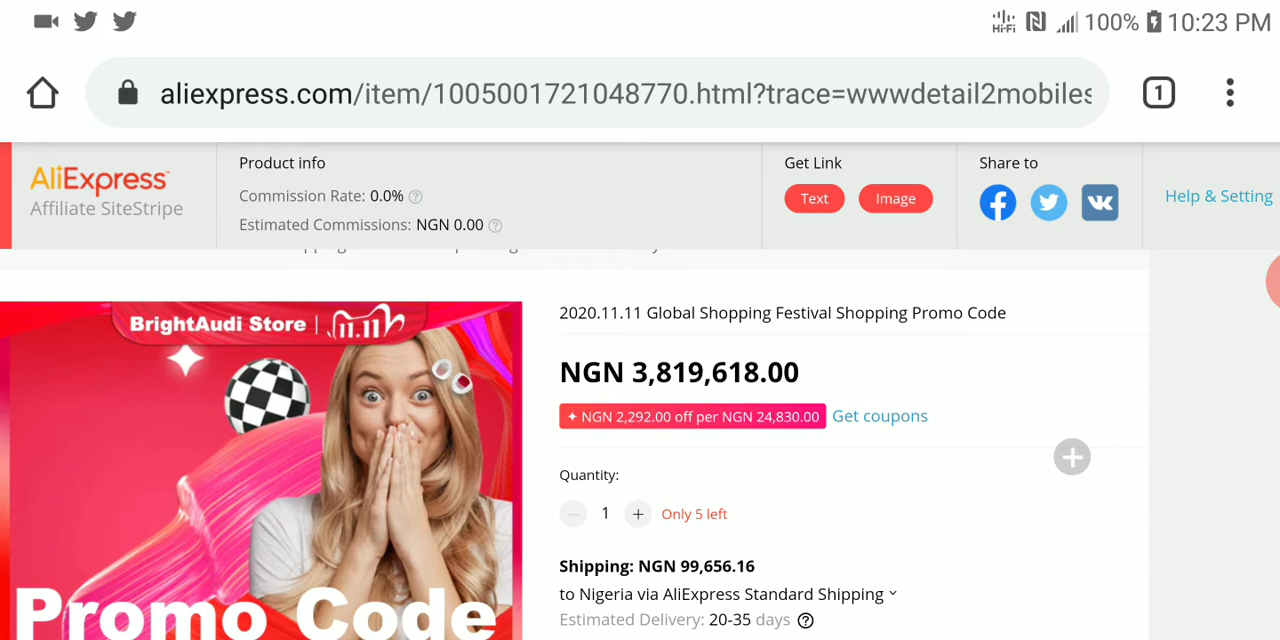 Hi-Fi 100% 10:23 PM
aliexpress.com/item/1005001721048770.html?trace=wwwdetail2mobiles
1
AliExpress
Affiliate SiteStripe
Product info
Commission Rate: 0.0% ?
Estimated Commissions: NGN 0.00 ?
Get Link
Text Image
Share to
Help & Setting
BrightAudi Store | 11.11
Promo Code
2020.11.11 Global Shopping Festival Shopping Promo Code
NGN 3,819,618.00
NGN 2,292.00 off per NGN 24,830.00 Get coupons
Quantity:
1 Only 5 left
Shipping: NGN 99,656.16
to Nigeria via AliExpress Standard Shipping
Estimated Delivery: 20-35 days ?